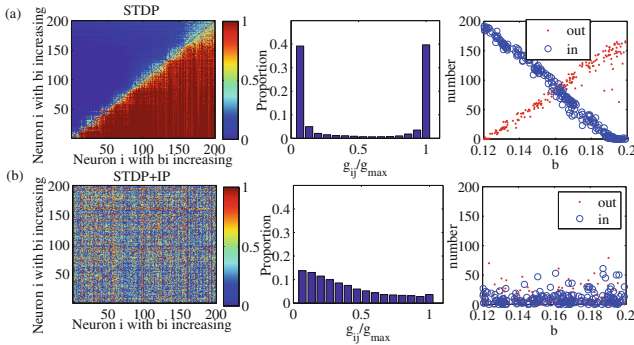 (a)
STDP
Neuron i with bi increasing
200
150
100
50
50 100 150 200
Neuron i with bi increasing
1
0.5
0
Proportion
0.4
0.3
0.2
0.1
0
0 0.5 1
g_ij/g_max
number
200
150
100
50
0
0.12 0.14 0.16 0.18 0.2
b
out
in
(b)
STDP+IP
Neuron i with bi increasing
200
150
100
50
50 100 150 200
Neuron i with bi increasing
1
0.5
0
Proportion
0.4
0.3
0.2
0.1
0
0 0.5 1
g_ij/g_max
number
200
150
100
50
0
0.12 0.14 0.16 0.18 0.2
b
out
in